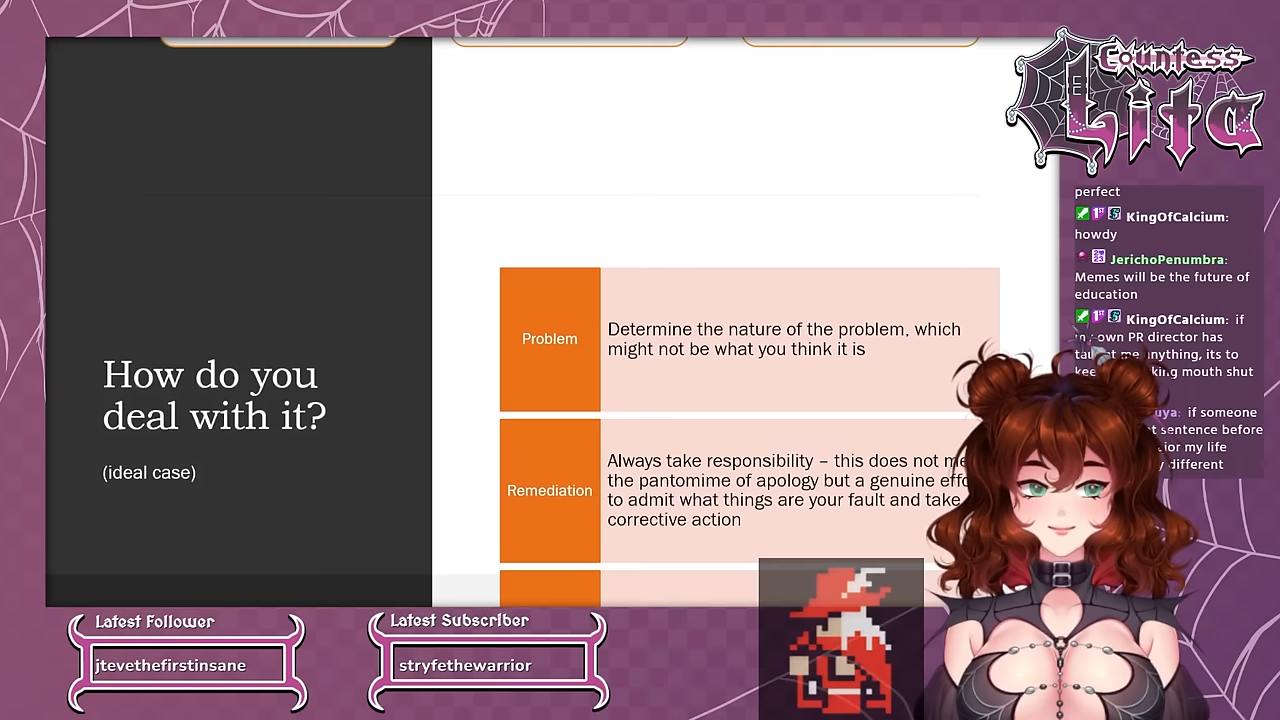 Countess
Lita
How do you
deal with it?
(ideal case)
Problem
Determine the nature of the problem, which
might not be what you think it is
Remediation
Always take responsibility – this does not
the pantomime of apology but a genuine
to admit what things are your fault and take
corrective action
perfect
KingOfCalcium:
howdy
JerichoPenumbra:
Memes will be the future of
education
KingOfCalcium: if
own PR director has
me anything, its to
mouth shut
if someone
sentence before
my life
different
Latest Follower
jtevethefirstinsane
Latest Subscriber
stryfethewarrior